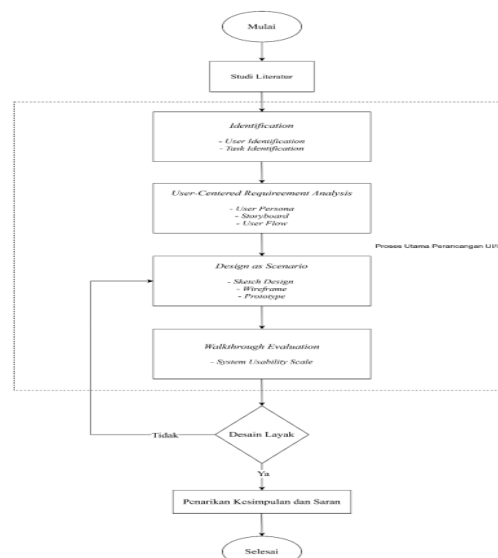 Mulai
Studi Literatur
Identification
- User Identification
- Task Identification
User-Centered Requireement Analysis
- User Persona
- Storyboard
- User Flow
Proses Utama Perancangan UI/
Design as Scenario
- Sketch Design
- Wireframe
- Prototype
Walkthrough Evaluation
- System Usability Scale
Tidak
Desain Layak
Ya
Penarikan Kesimpulan dan Saran
Selesai